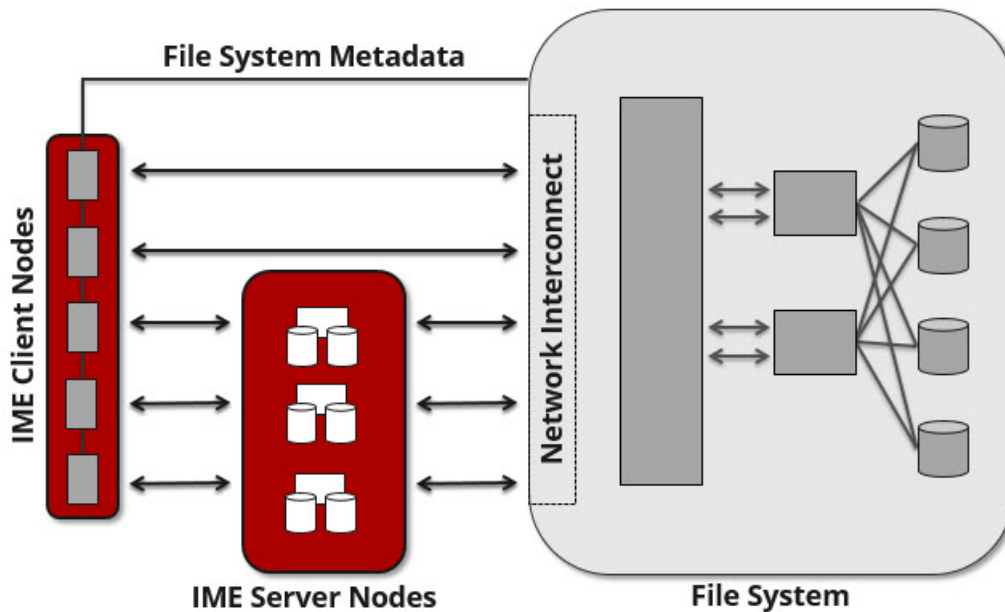 File System Metadata
IME Client Nodes
Network Interconnect
IME Server Nodes
File System